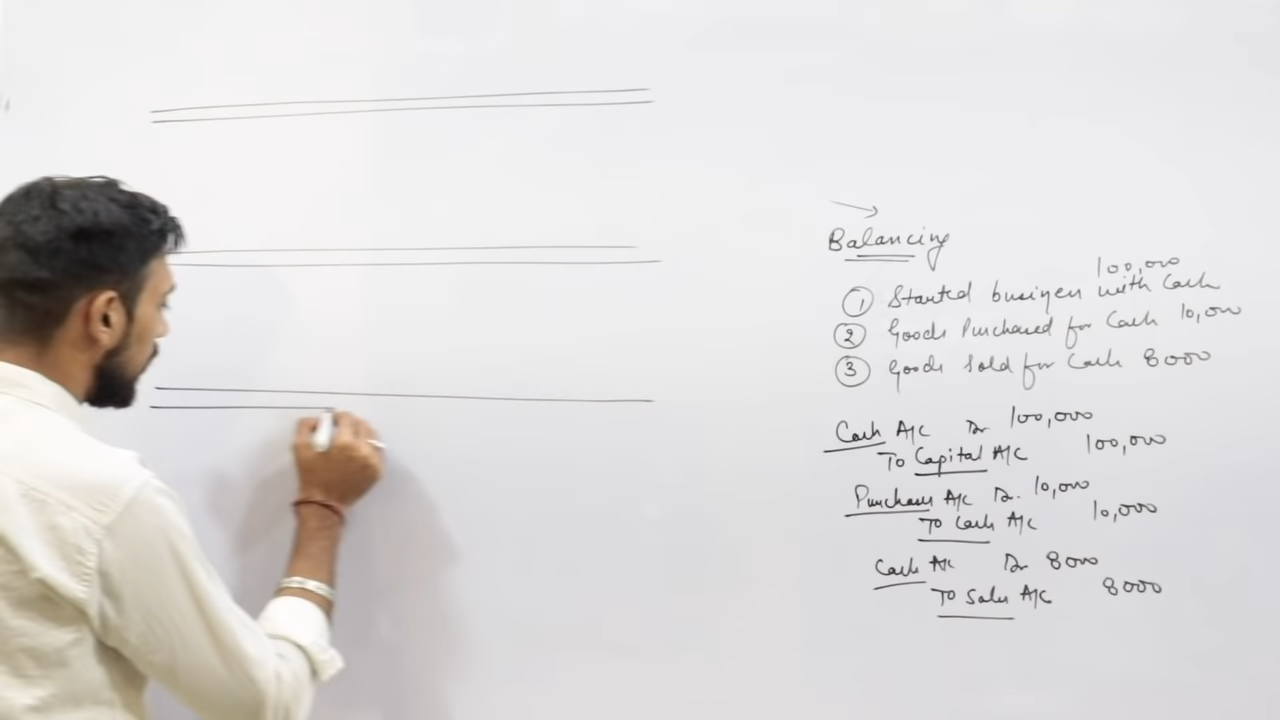 Balancing
100,000
① Started business with Cash
② Goods Purchased for Cash 10,000
③ Goods Sold for Cash 8000
Cash A/C Dr 100,000
To Capital A/C 100,000
Purchases A/C Dr. 10,000
To Cash A/C 10,000
Cash A/C Dr 8000
To Sales A/C 8000